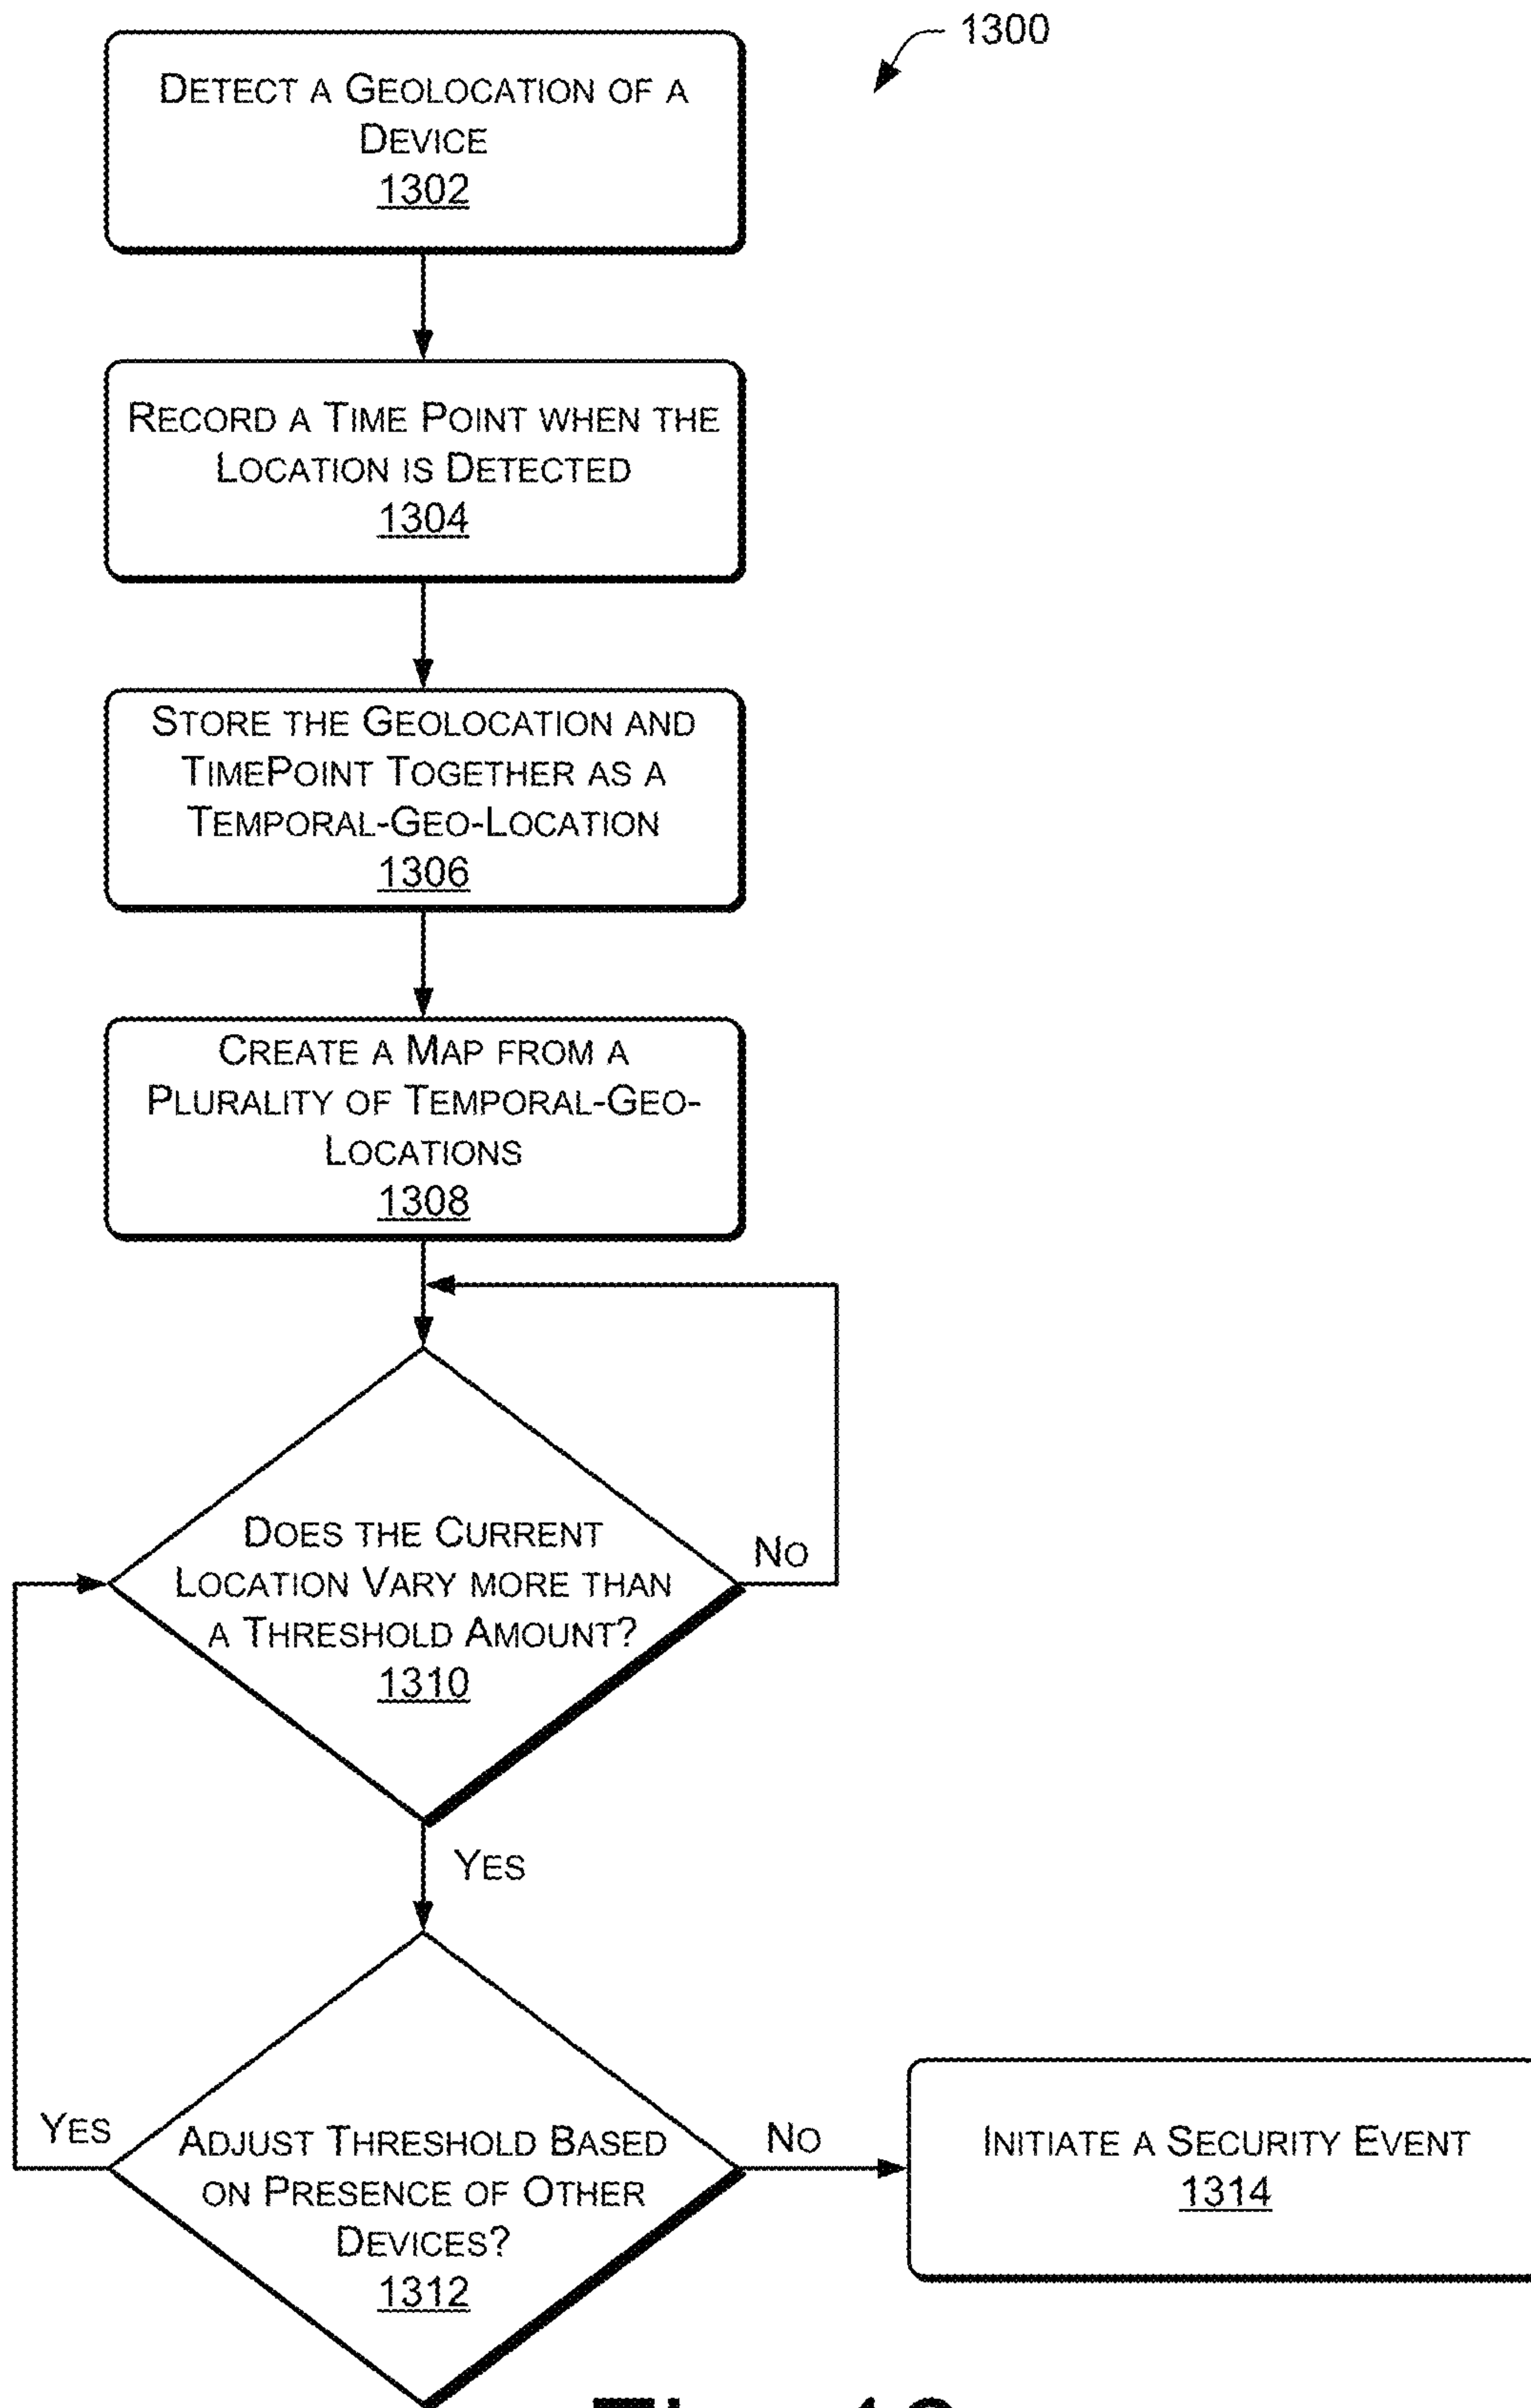 1300
DETECT A GEOLOCATION OF A
DEVICE
1302
RECORD A TIME POINT WHEN THE
LOCATION IS DETECTED
1304
STORE THE GEOLOCATION AND
TIMEPOINT TOGETHER AS A
TEMPORAL-GEO-LOCATION
1306
CREATE A MAP FROM A
PLURALITY OF TEMPORAL-GEO-
LOCATIONS
1308
DOES THE CURRENT
LOCATION VARY MORE THAN
A THRESHOLD AMOUNT?
1310
NO
YES
YES
ADJUST THRESHOLD BASED
ON PRESENCE OF OTHER
DEVICES?
1312
NO
INITIATE A SECURITY EVENT
1314